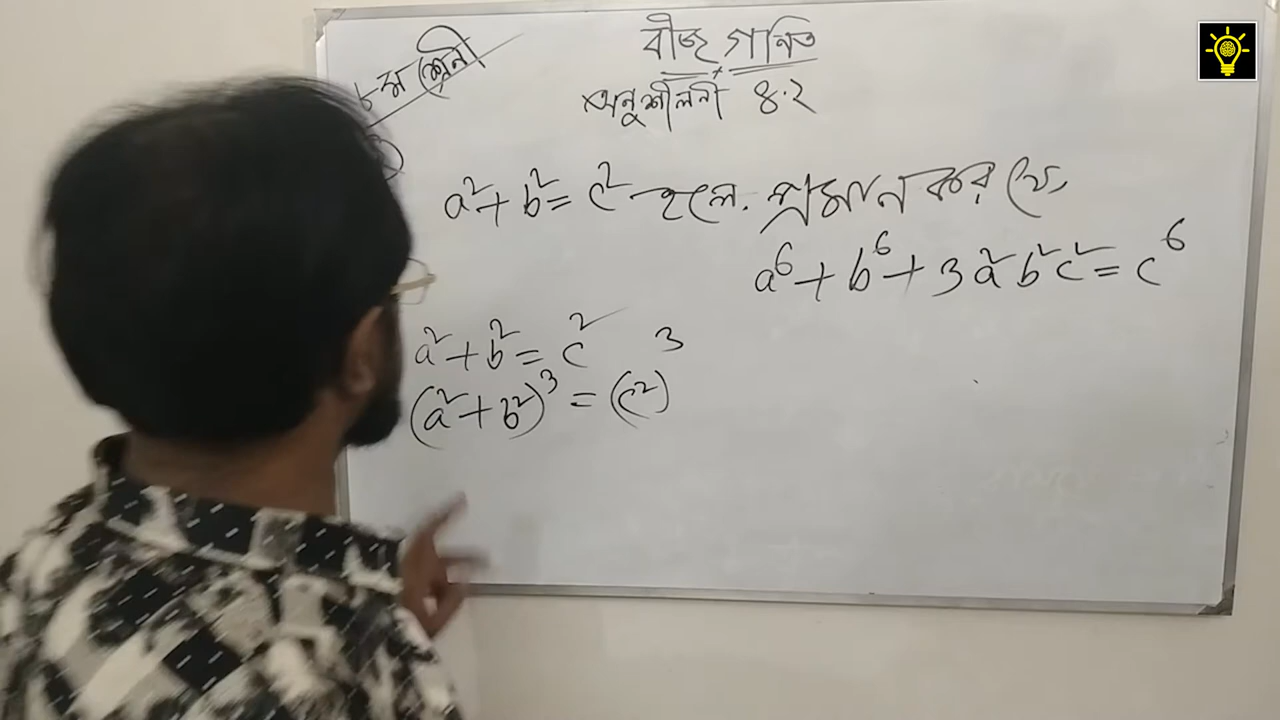 ৮ম শ্রেনী
বীজ গনিত
অনুশীলনী ৪.২
a²+b²=c² হলে. প্রমান কর যে,
a⁶+b⁶+3a²b²c²=c⁶
a²+b²=c²
(a²+b²)³=(c²)³